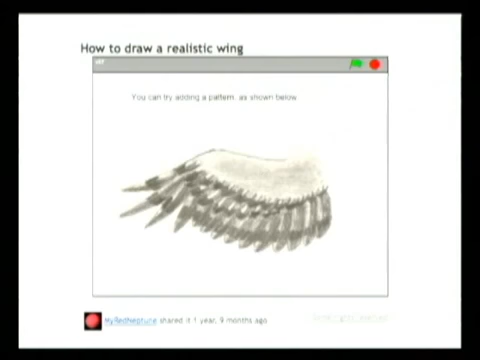 How to draw a realistic wing
You can try adding a pattern as shown below
MyRedNeptune shared it 1 year, 9 months ago